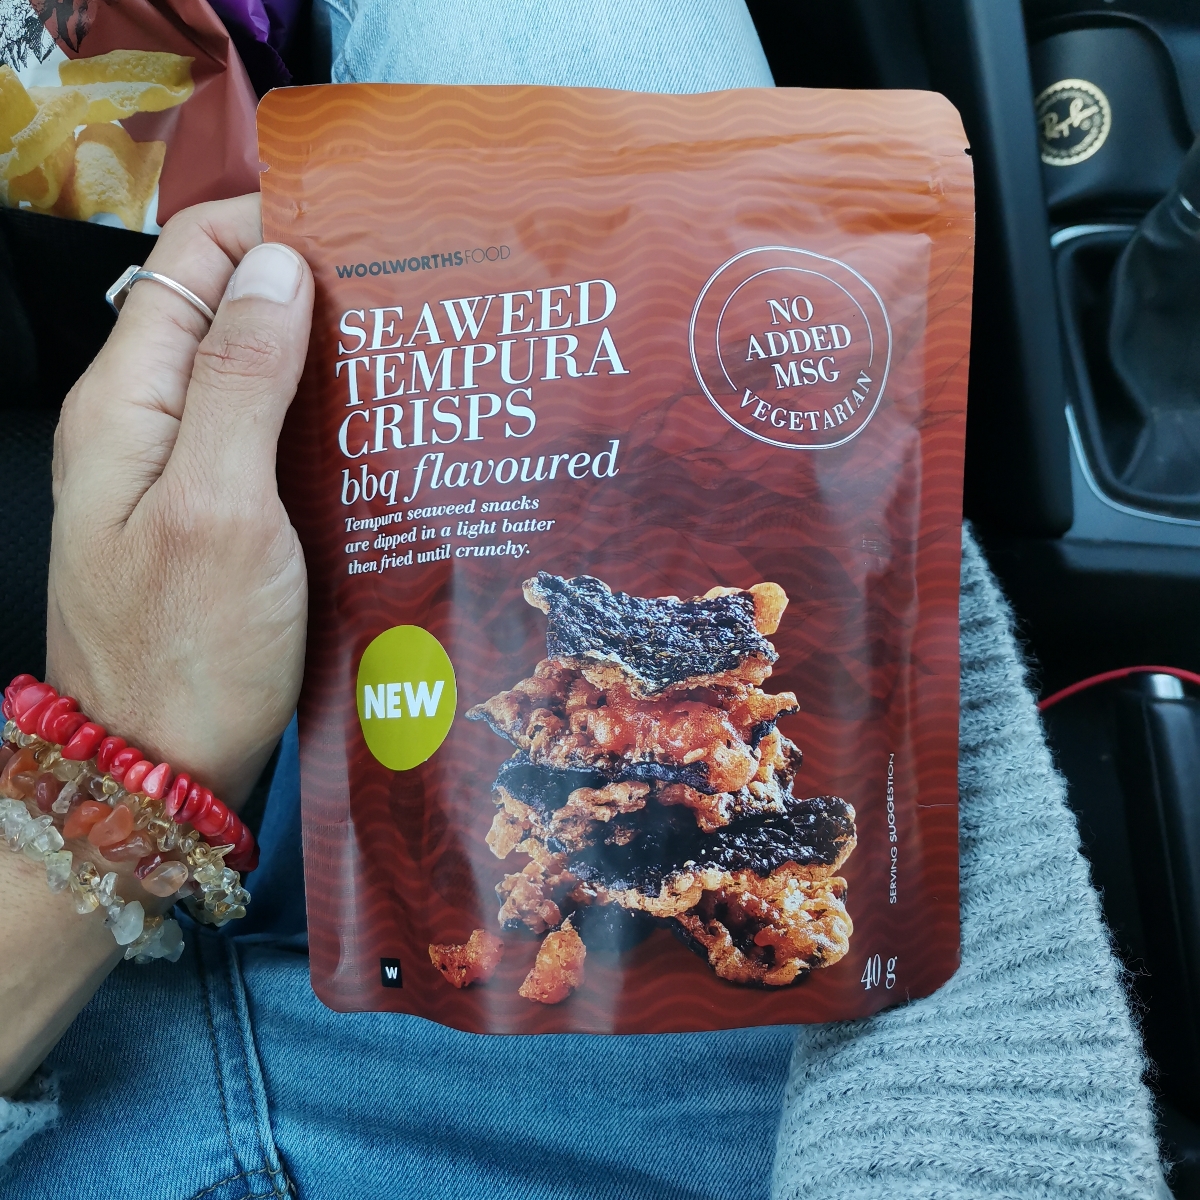 WOOLWORTHSFOOD
SEAWEED
TEMPURA
CRISPS
bbq flavoured
Tempura seaweed snacks
are dipped in a light batter
then fried until crunchy.
NO
ADDED
MSG
VEGETARIAN
NEW
SERVING SUGGESTION
W
40 g